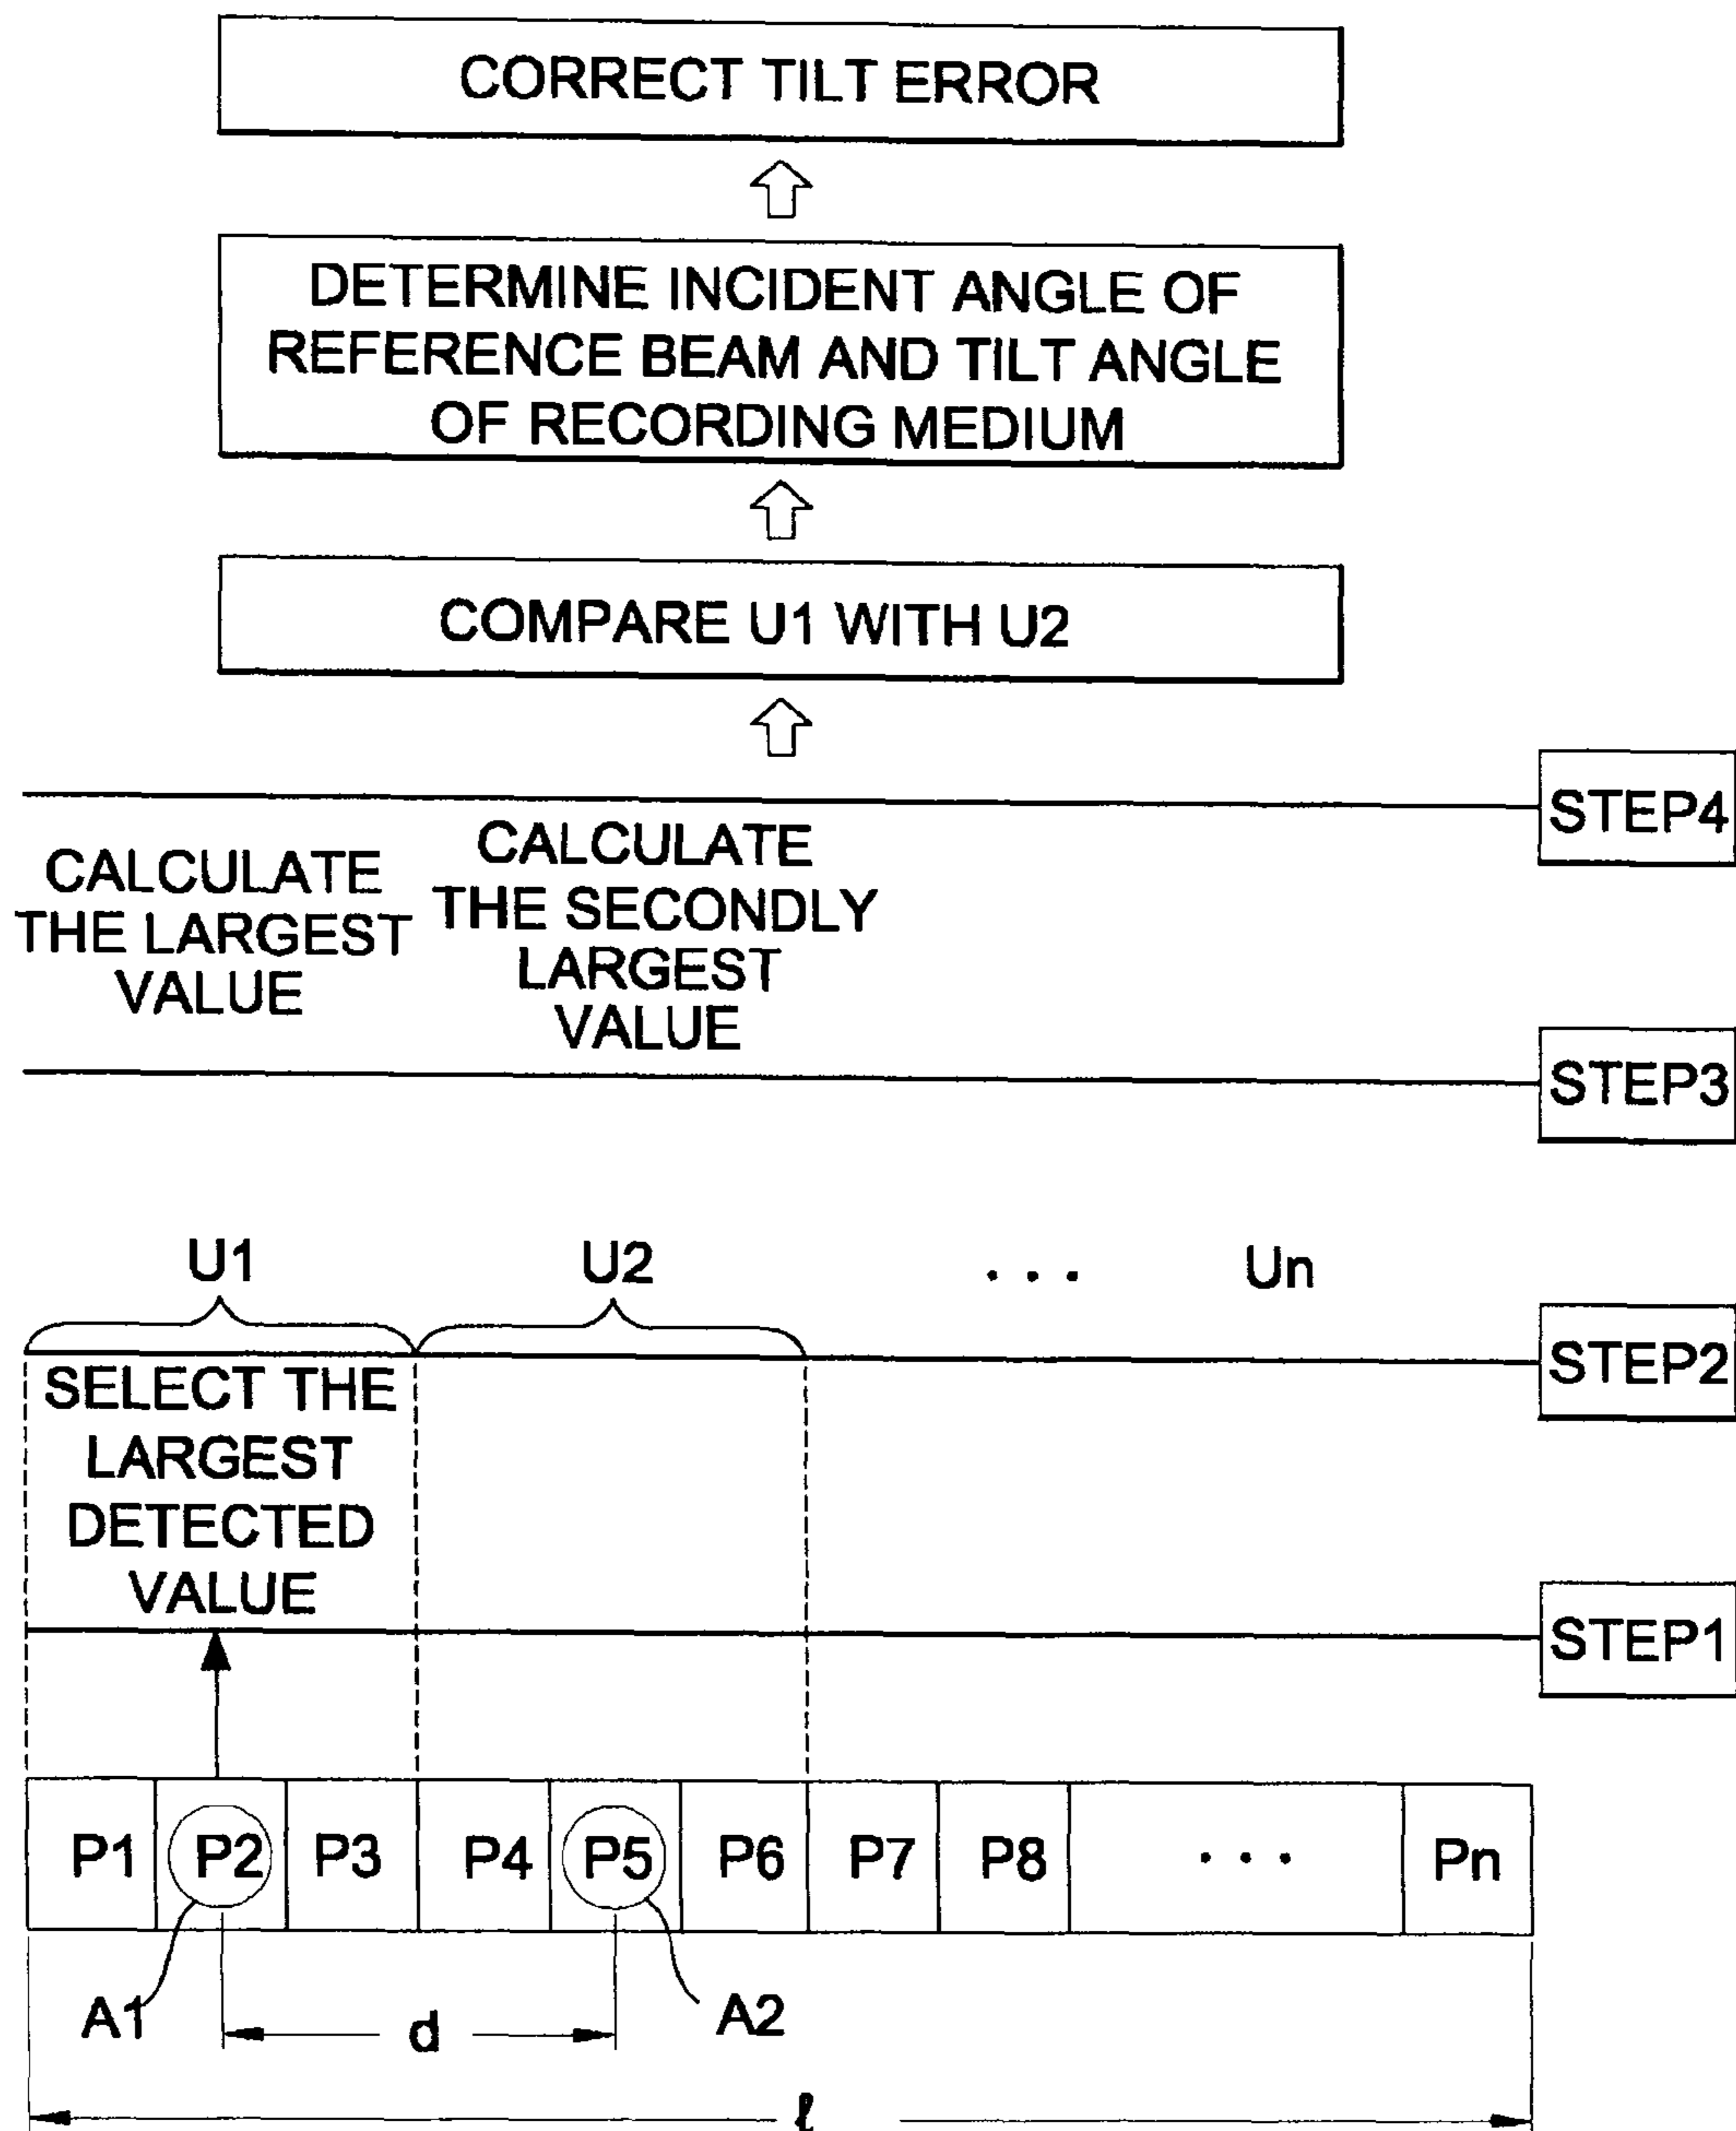 CORRECT TILT ERROR
DETERMINE INCIDENT ANGLE OF
REFERENCE BEAM AND TILT ANGLE
OF RECORDING MEDIUM
COMPARE U1 WITH U2
STEP4
CALCULATE
THE LARGEST
VALUE
CALCULATE
THE SECONDLY
LARGEST
VALUE
STEP3
U1 U2 ... Un
STEP2
SELECT THE
LARGEST
DETECTED
VALUE
STEP1
P1 P2 P3 P4 P5 P6 P7 P8 ... Pn
A1 d A2
ℓ